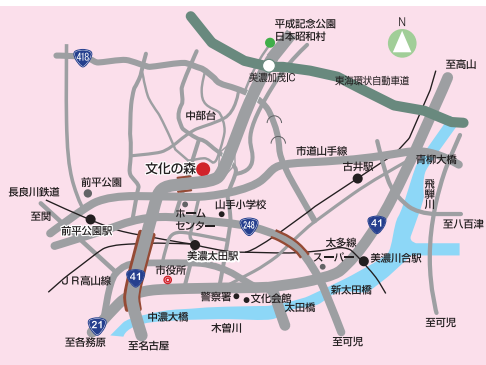 平成記念公園
日本昭和村
N
418
美濃加茂IC
至高山
東海環状自動車道
中部台
市道山手線
文化の森
古井駅
青柳大橋
長良川鉄道
前平公園
飛騨川
至関
ホーム
センター
山手小学校
前平公園駅
248
41
至八百津
美濃太田駅
太多線
スーパー
美濃川合駅
市役所
JR高山線
41
新太田橋
警察署
文化会館
太田橋
21
中濃大橋
木曽川
至可児
至各務原
至名古屋
至可児